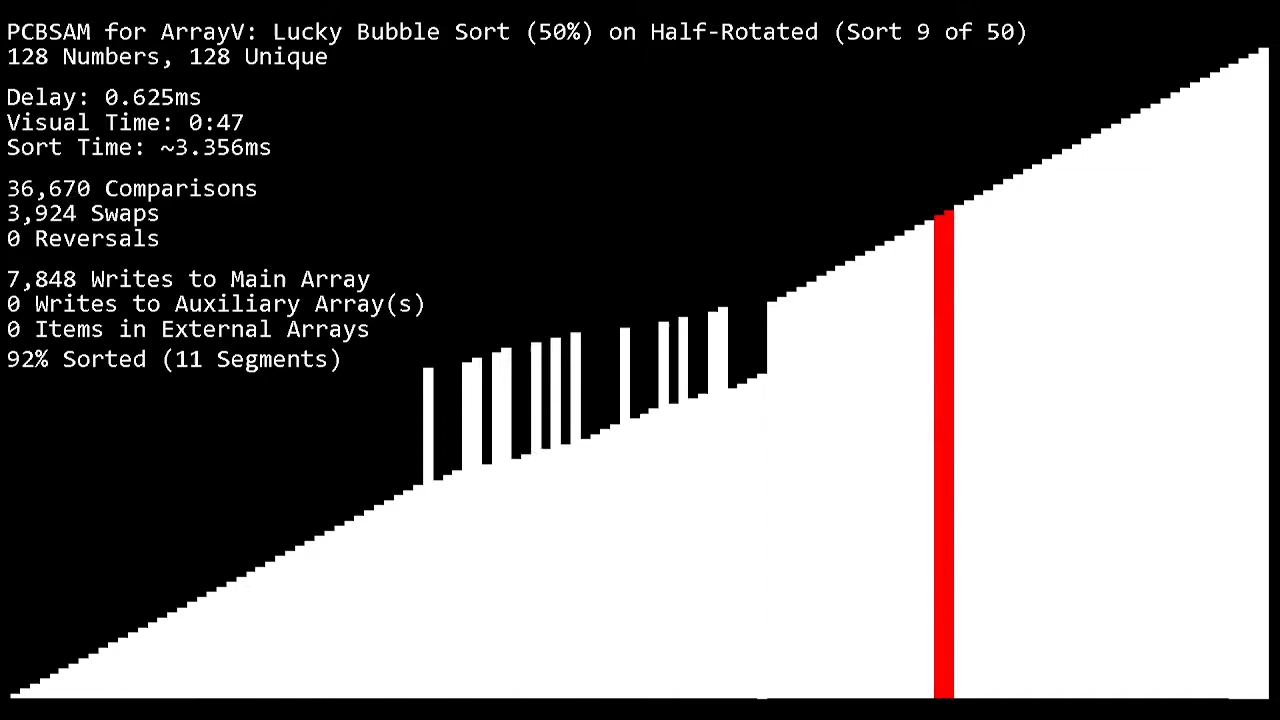 PCBSAM for ArrayV: Lucky Bubble Sort (50%) on Half-Rotated (Sort 9 of 50)
128 Numbers, 128 Unique
Delay: 0.625ms
Visual Time: 0:47
Sort Time: ~3.356ms
36,670 Comparisons
3,924 Swaps
0 Reversals
7,848 Writes to Main Array
0 Writes to Auxiliary Array(s)
0 Items in External Arrays
92% Sorted (11 Segments)